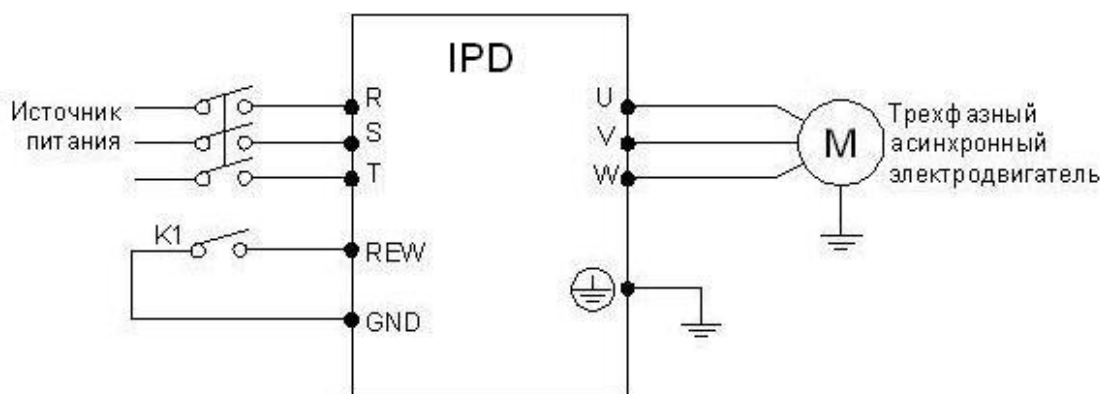 IPD
Источник
питания
R
S
T
K1
REW
GND
U
V
W
M
Трехфазный
асинхронный
электродвигатель